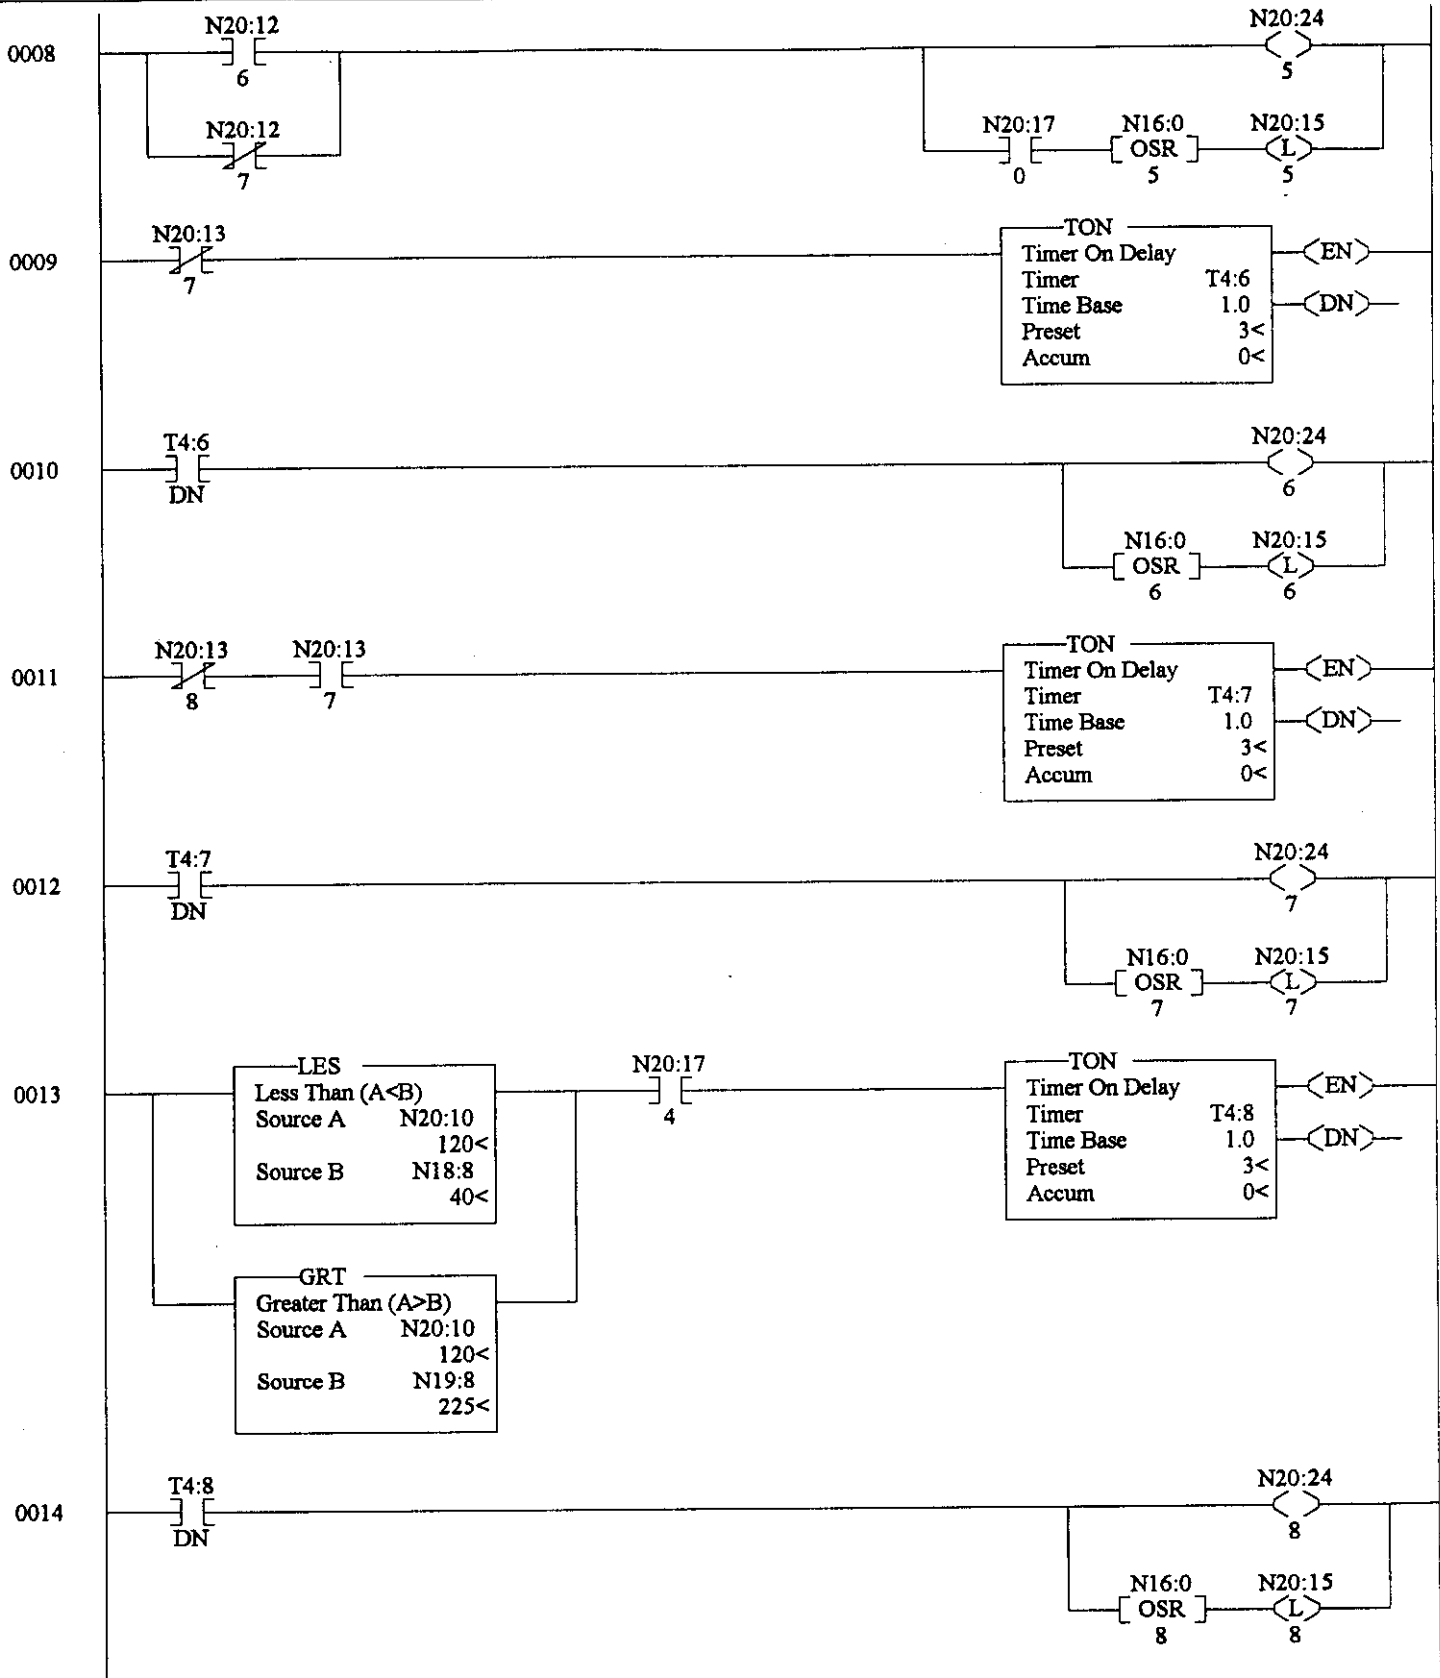 N20:12
N20:24
0008
6
5
N20:12
N20:17
N16:0
N20:15
OSR
L
7
0
5
5
N20:13
TON
0009
Timer On Delay
EN
7
Timer T4:6
Time Base 1.0
DN
Preset 3<
Accum 0<
T4:6
N20:24
0010
DN
6
N16:0
N20:15
OSR
L
6
6
N20:13
N20:13
TON
0011
Timer On Delay
EN
8
7
Timer T4:7
Time Base 1.0
DN
Preset 3<
Accum 0<
T4:7
N20:24
0012
DN
7
N16:0
N20:15
OSR
L
7
7
LES
N20:17
TON
0013
Less Than (A<B)
Timer On Delay
EN
Source A N20:10
4
Timer T4:8
120<
Time Base 1.0
DN
Source B N18:8
Preset 3<
40<
Accum 0<
GRT
Greater Than (A>B)
Source A N20:10
120<
Source B N19:8
225<
T4:8
N20:24
0014
DN
8
N16:0
N20:15
OSR
L
8
8